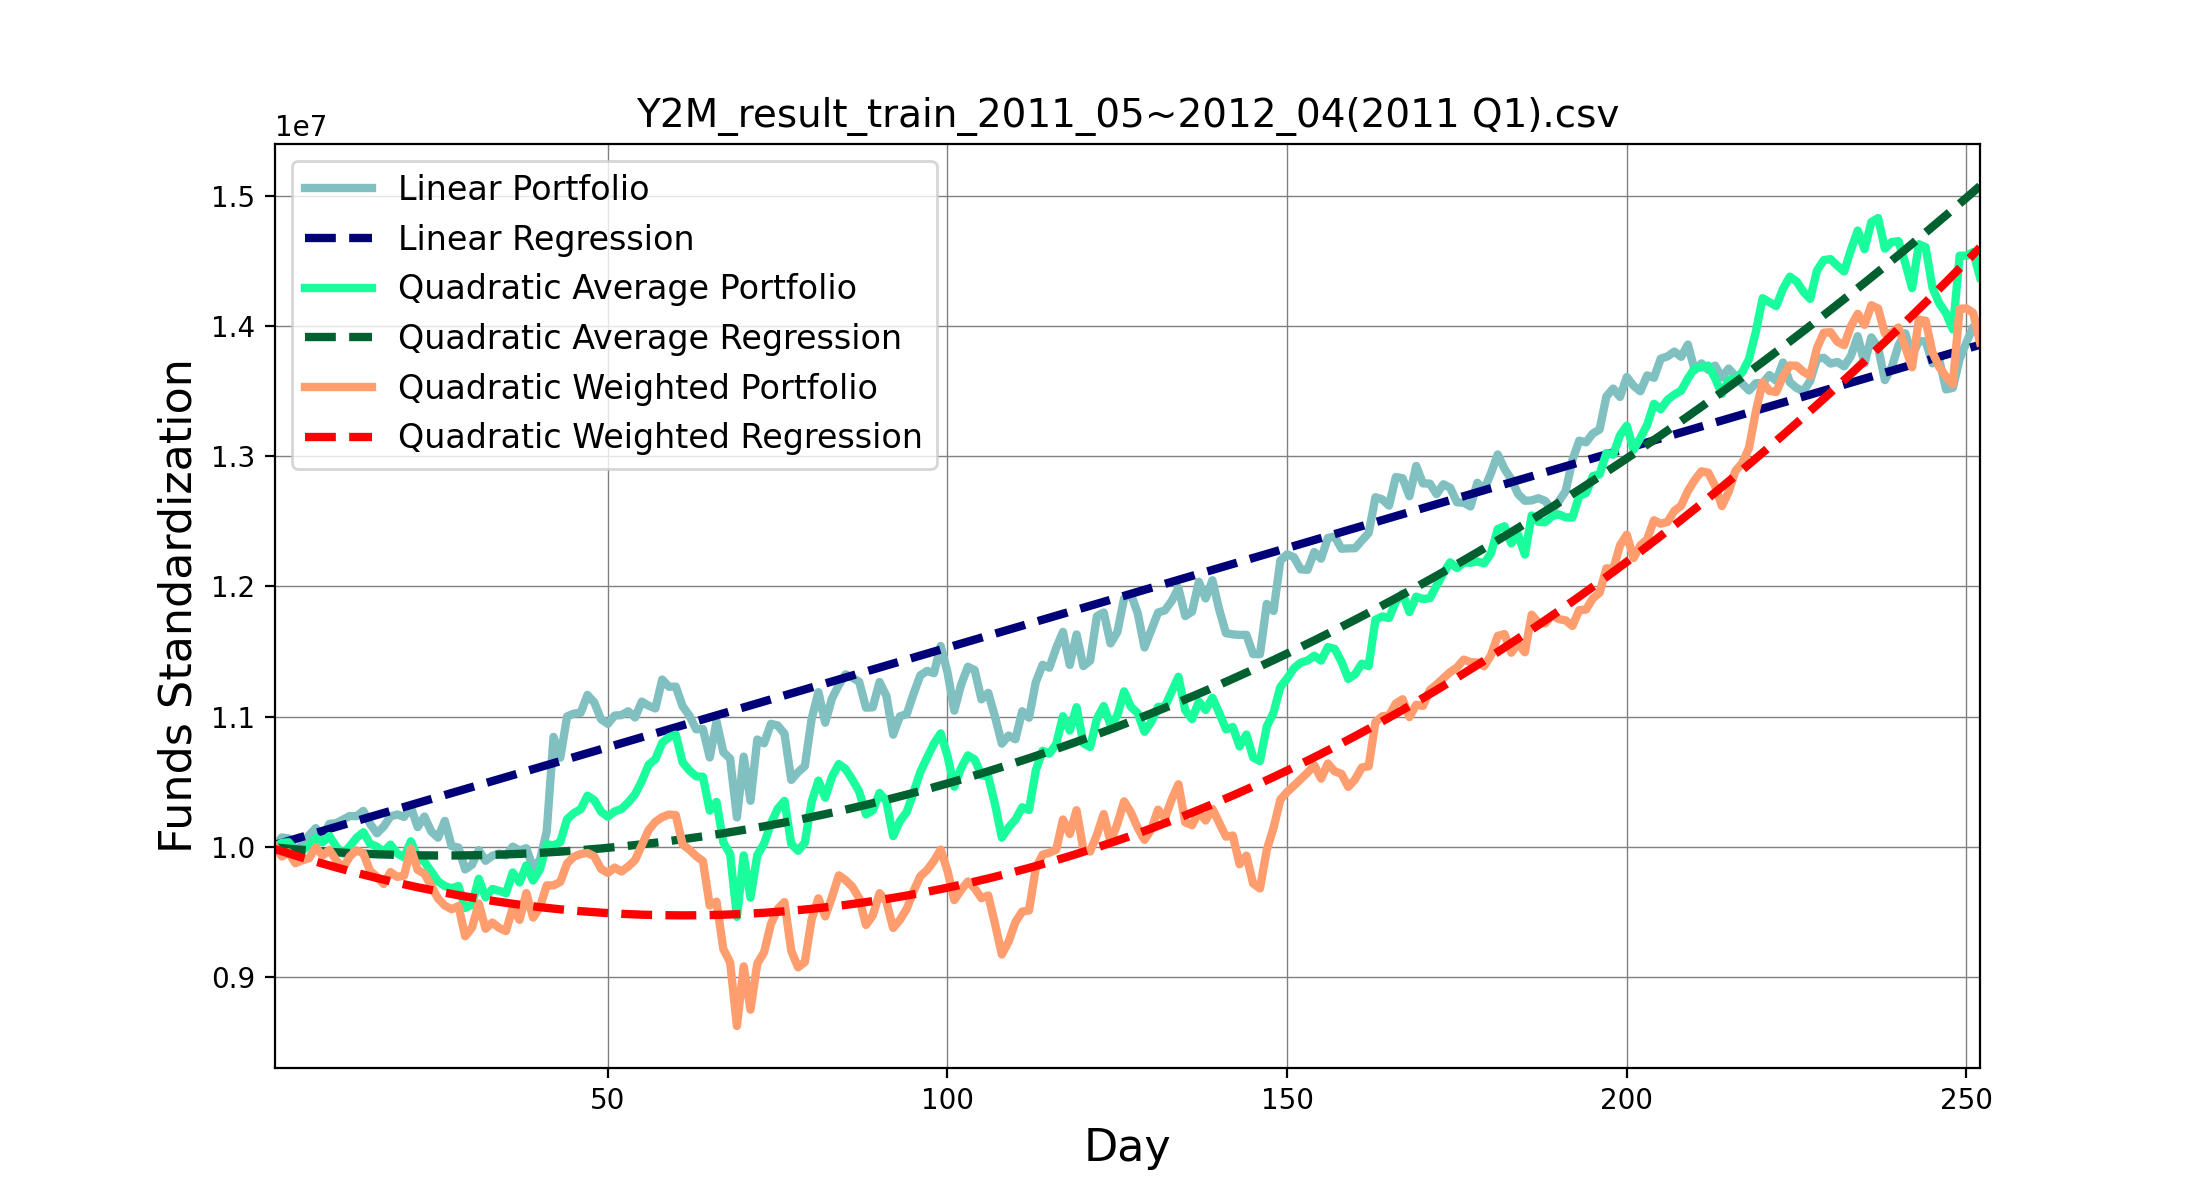 Y2M_result_train_2011_05~2012_04(2011 Q1).csv
1e7
Linear Portfolio
Linear Regression
Quadratic Average Portfolio
Quadratic Average Regression
Quadratic Weighted Portfolio
Quadratic Weighted Regression
1.5
1.4
1.3
1.2
1.1
1.0
0.9
Funds Standardization
50
100
150
200
250
Day